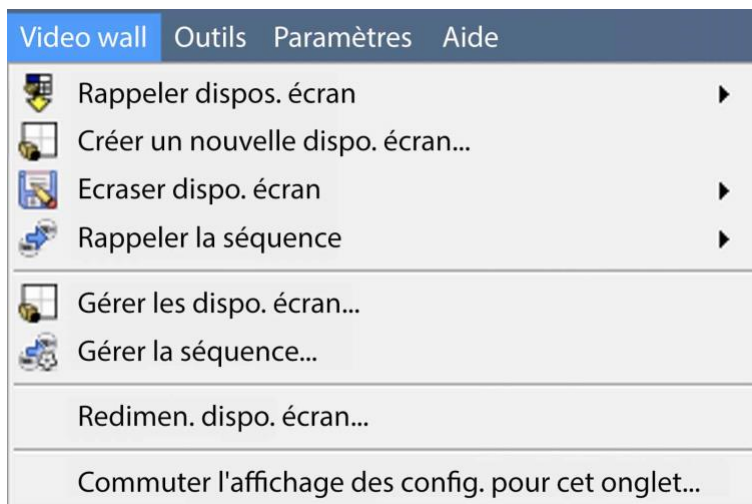 Video wall Outils Paramètres Aide
Rappeler dispos. écran
Créer un nouvelle dispo. écran...
Ecraser dispo. écran
Rappeler la séquence
Gérer les dispo. écran...
Gérer la séquence...
Redimen. dispo. écran...
Commuter l'affichage des config. pour cet onglet...